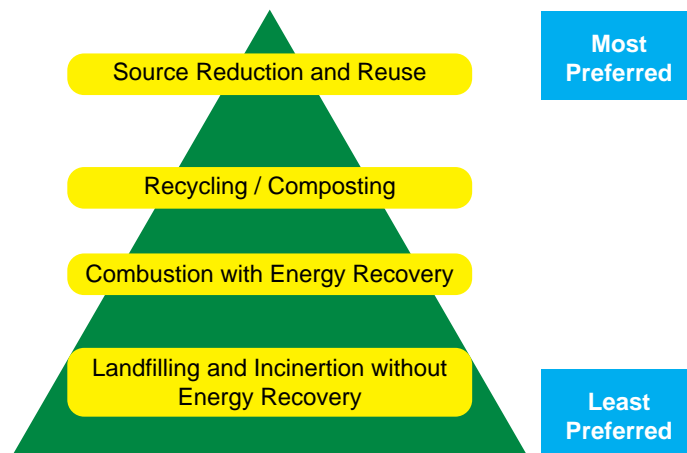 Source Reduction and Reuse
Most
Preferred
Recycling / Composting
Combustion with Energy Recovery
Landfilling and Incinertion without
Energy Recovery
Least
Preferred